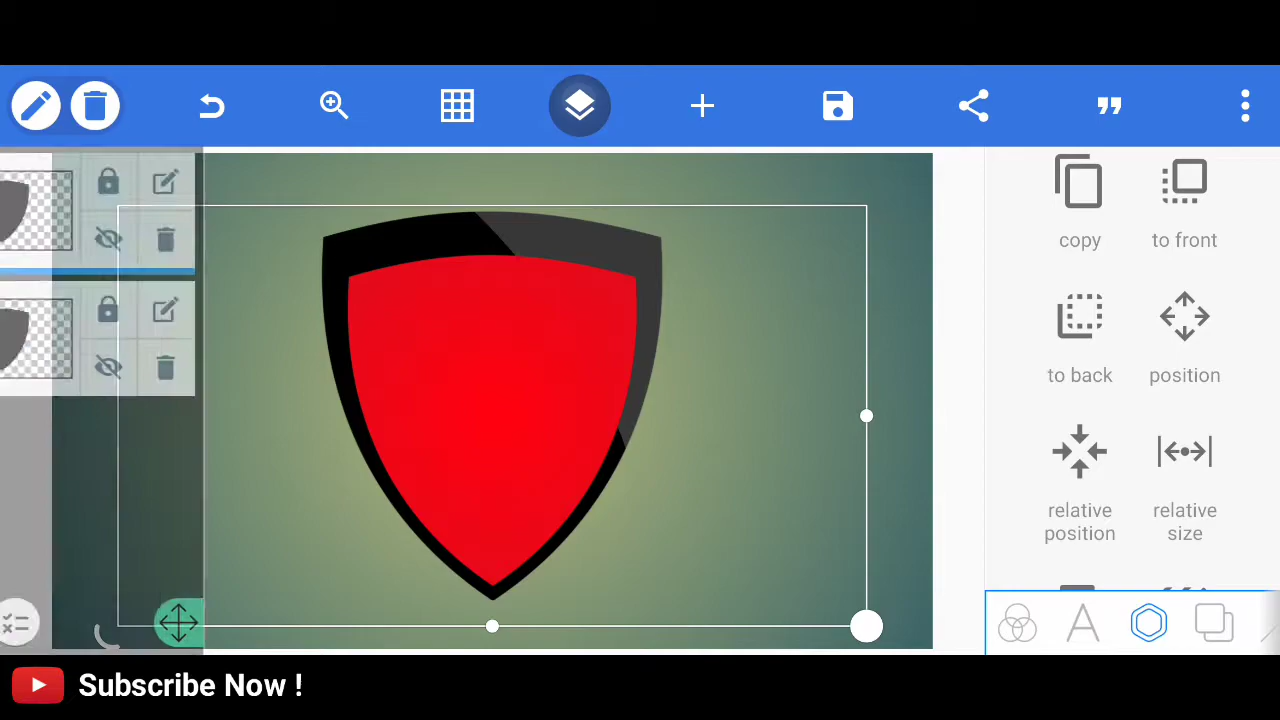 copy
to front
to back
position
relative
position
relative
size
Subscribe Now !